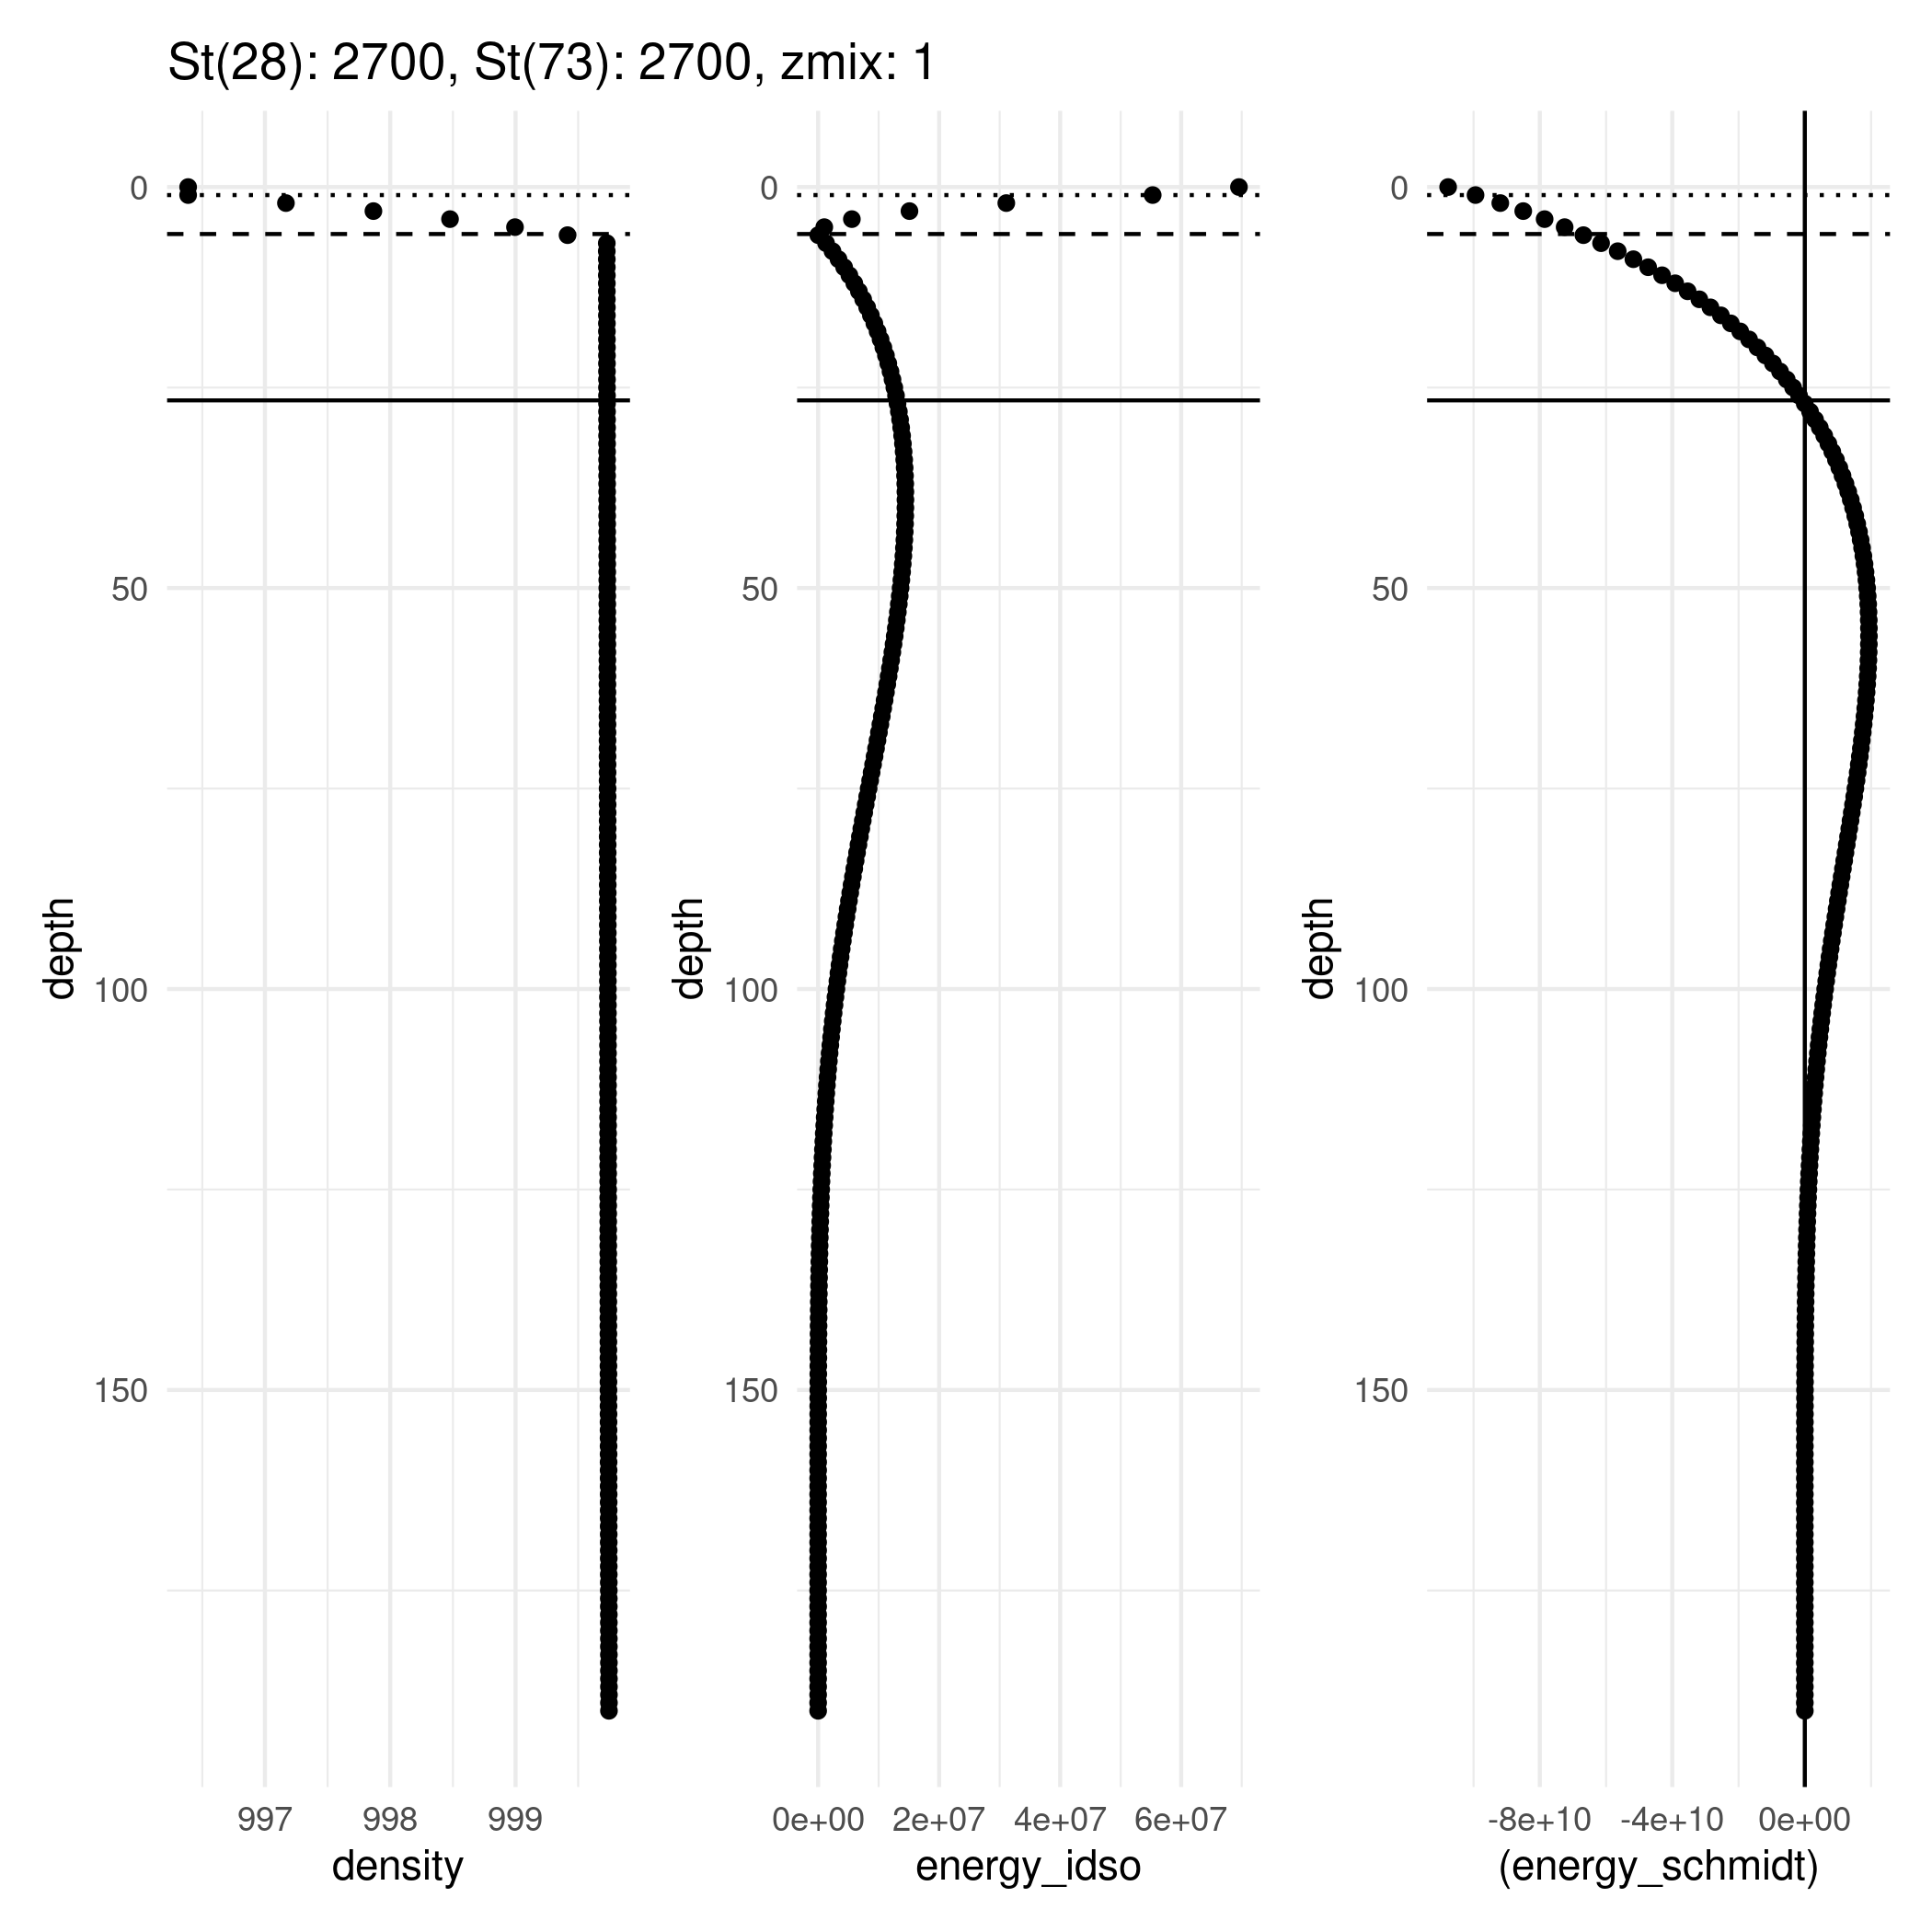 St(28): 2700, St(73): 2700, zmix: 1
0
50
100
150
depth
997
998
999
density
0
50
100
150
depth
0e+00
2e+07
4e+07
6e+07
energy_idso
0
50
100
150
depth
-8e+10
-4e+10
0e+00
(energy_schmidt)